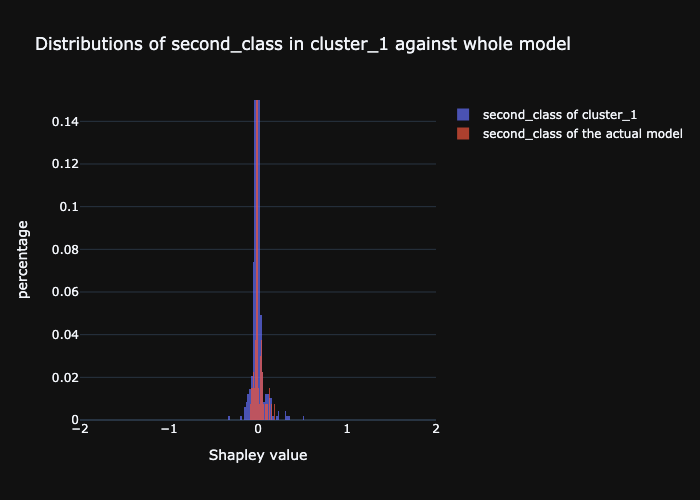 Distributions of second_class in cluster_1 against whole model
second_class of cluster_1
second_class of the actual model
percentage
0.14
0.12
0.1
0.08
0.06
0.04
0.02
0
−2
−1
0
1
2
Shapley value